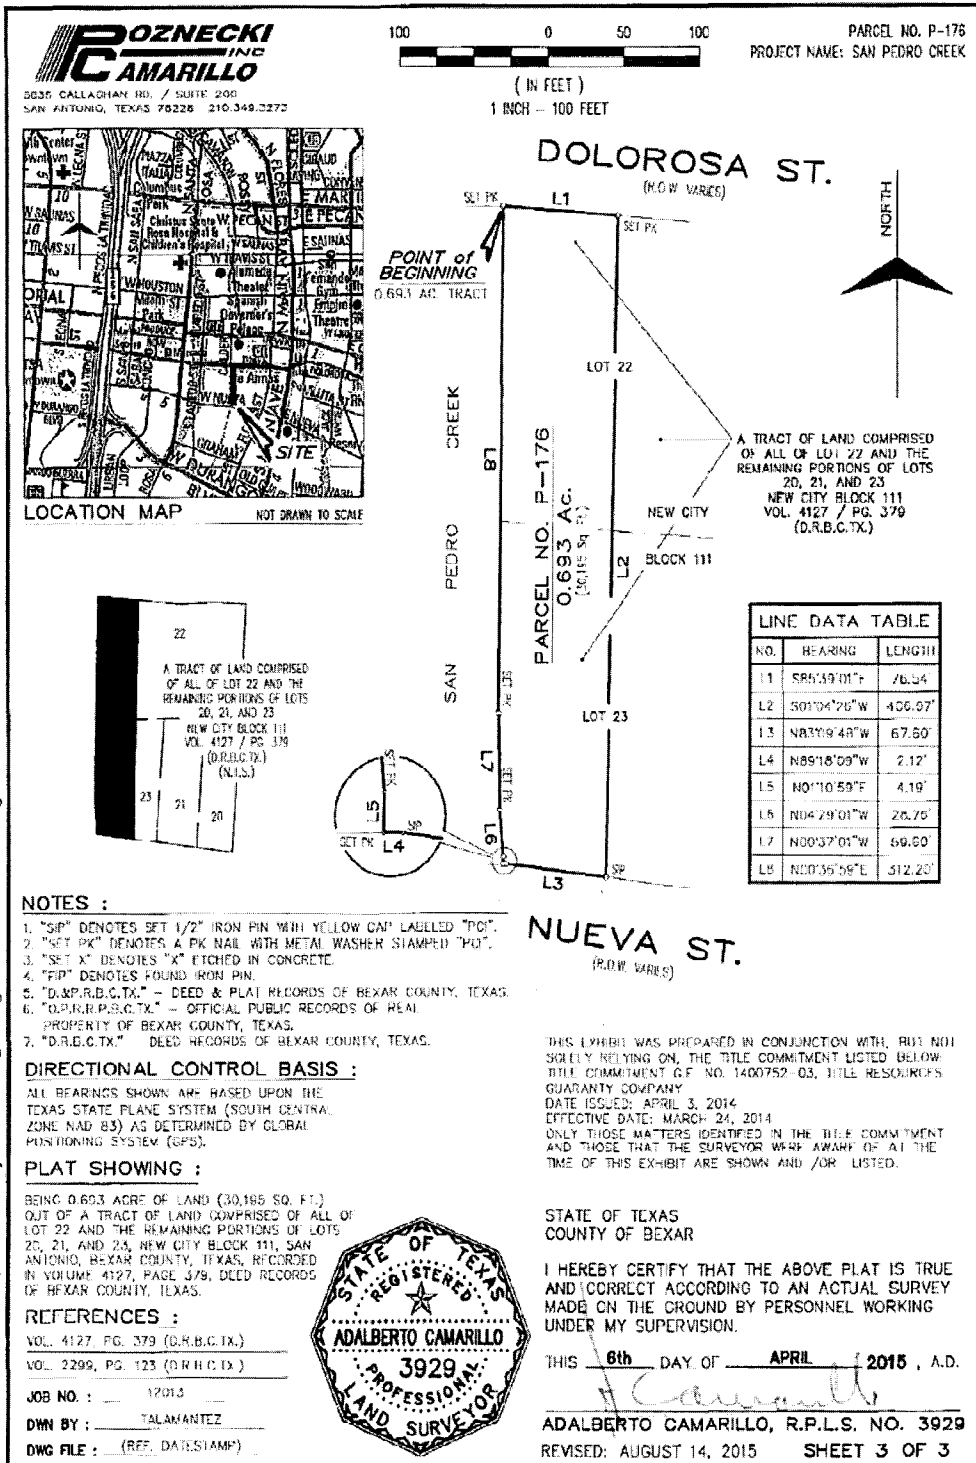 POZNECKI
INC
CAMARILLO
5835 CALLAGHAN RD. / SUITE 200
SAN ANTONIO, TEXAS 78228 210.349.3273
100 0 50 100
( IN FEET )
1 INCH - 100 FEET
PARCEL NO. P-176
PROJECT NAME: SAN PEDRO CREEK
LOCATION MAP
NOT DRAWN TO SCALE
SITE
DOLOROSA ST.
(R.O.W. VARIES)
SET PK
L1
SET PK
NORTH
POINT of
BEGINNING
0.693 AC. TRACT
LOT 22
SAN PEDRO CREEK
L8
PARCEL NO. P-176
0.693 Ac.
(30,195 Sq. Ft.)
L2
NEW CITY
BLOCK 111
A TRACT OF LAND COMPRISED
OF ALL OF LOT 22 AND THE
REMAINING PORTIONS OF LOTS
20, 21, AND 23
NEW CITY BLOCK 111
VOL. 4127 / PG. 379
(D.R.B.C.TX.)
22
A TRACT OF LAND COMPRISED
OF ALL OF LOT 22 AND THE
REMAINING PORTIONS OF LOTS
20, 21, AND 23
NEW CITY BLOCK 111
VOL. 4127 / PG. 379
(D.R.B.C.TX.)
(N.T.S.)
23 21 20
SET PK
LOT 23
L7
SET PK
L6
SET PK
L5
SET PK
L4
SIP
L3
SIP
LINE DATA TABLE
NO. BEARING LENGTH
L1 S85°39'01"E 76.54'
L2 S01°04'26"W 406.97'
L3 N83°19'48"W 67.60'
L4 N89°18'09"W 2.12'
L5 N01°10'59"E 4.19'
L6 N04°29'01"W 28.75'
L7 N00°37'01"W 59.60'
L8 N00°36'59"E 312.20'
NUEVA ST.
(R.O.W. VARIES)
NOTES :
1. "SIP" DENOTES SET 1/2" IRON PIN WITH YELLOW CAP LABELED "PCI".
2. "SET PK" DENOTES A PK NAIL WITH METAL WASHER STAMPED "PCI".
3. "SET X" DENOTES "X" ETCHED IN CONCRETE.
4. "FIP" DENOTES FOUND IRON PIN.
5. "D.&P.R.B.C.TX." - DEED & PLAT RECORDS OF BEXAR COUNTY, TEXAS.
6. "O.P.R.R.P.B.C.TX." - OFFICIAL PUBLIC RECORDS OF REAL
PROPERTY OF BEXAR COUNTY, TEXAS.
7. "D.R.B.C.TX." DEED RECORDS OF BEXAR COUNTY, TEXAS.
DIRECTIONAL CONTROL BASIS :
ALL BEARINGS SHOWN ARE BASED UPON THE
TEXAS STATE PLANE SYSTEM (SOUTH CENTRAL
ZONE NAD 83) AS DETERMINED BY GLOBAL
POSITIONING SYSTEM (GPS).
PLAT SHOWING :
BEING 0.693 ACRE OF LAND (30,195 SQ. FT.)
OUT OF A TRACT OF LAND COMPRISED OF ALL OF
LOT 22 AND THE REMAINING PORTIONS OF LOTS
20, 21, AND 23, NEW CITY BLOCK 111, SAN
ANTONIO, BEXAR COUNTY, TEXAS, RECORDED
IN VOLUME 4127, PAGE 379, DEED RECORDS
OF BEXAR COUNTY, TEXAS.
REFERENCES :
VOL. 4127, PG. 379 (D.R.B.C.TX.)
VOL. 2299, PG. 123 (D.R.B.C.TX.)
JOB NO. : 12013
DWN BY : TALAMANTEZ
DWG FILE : (REF. DATESTAMP)
STATE OF TEXAS
REGISTERED
ADALBERTO CAMARILLO
3929
PROFESSIONAL
LAND SURVEYOR
THIS EXHIBIT WAS PREPARED IN CONJUNCTION WITH, BUT NOT
SOLELY RELYING ON, THE TITLE COMMITMENT LISTED BELOW:
TITLE COMMITMENT G.F. NO. 1400752-03, TITLE RESOURCES
GUARANTY COMPANY
DATE ISSUED: APRIL 3, 2014
EFFECTIVE DATE: MARCH 24, 2014
ONLY THOSE MATTERS IDENTIFIED IN THE TITLE COMMITMENT
AND THOSE THAT THE SURVEYOR WERE AWARE OF AT THE
TIME OF THIS EXHIBIT ARE SHOWN AND /OR LISTED.
STATE OF TEXAS
COUNTY OF BEXAR
I HEREBY CERTIFY THAT THE ABOVE PLAT IS TRUE
AND CORRECT ACCORDING TO AN ACTUAL SURVEY
MADE ON THE GROUND BY PERSONNEL WORKING
UNDER MY SUPERVISION.
THIS 6th DAY OF APRIL 2015 , A.D.
A Camarillo
ADALBERTO CAMARILLO, R.P.L.S. NO. 3929
REVISED: AUGUST 14, 2015 SHEET 3 OF 3